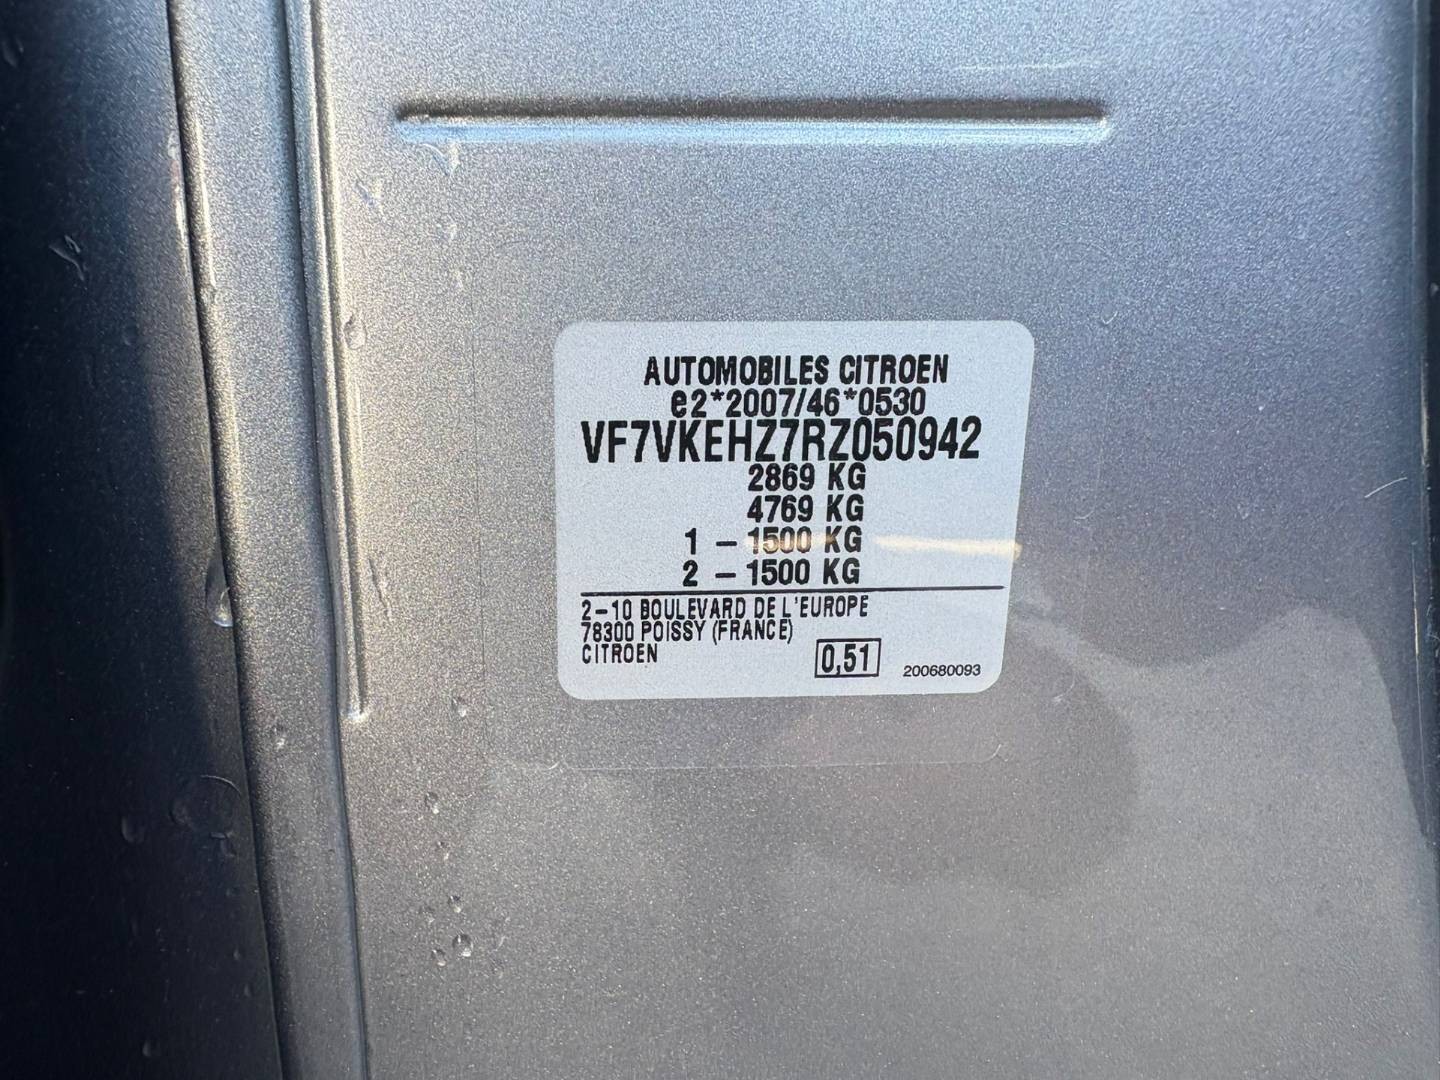 AUTOMOBILES CITROEN
e2*2007/46*0530
VF7VKEHZ7RZ050942
2869 KG
4769 KG
1 – 1500 KG
2 – 1500 KG
2–10 BOULEVARD DE L'EUROPE
78300 POISSY (FRANCE)
CITROEN
0,51
200680093